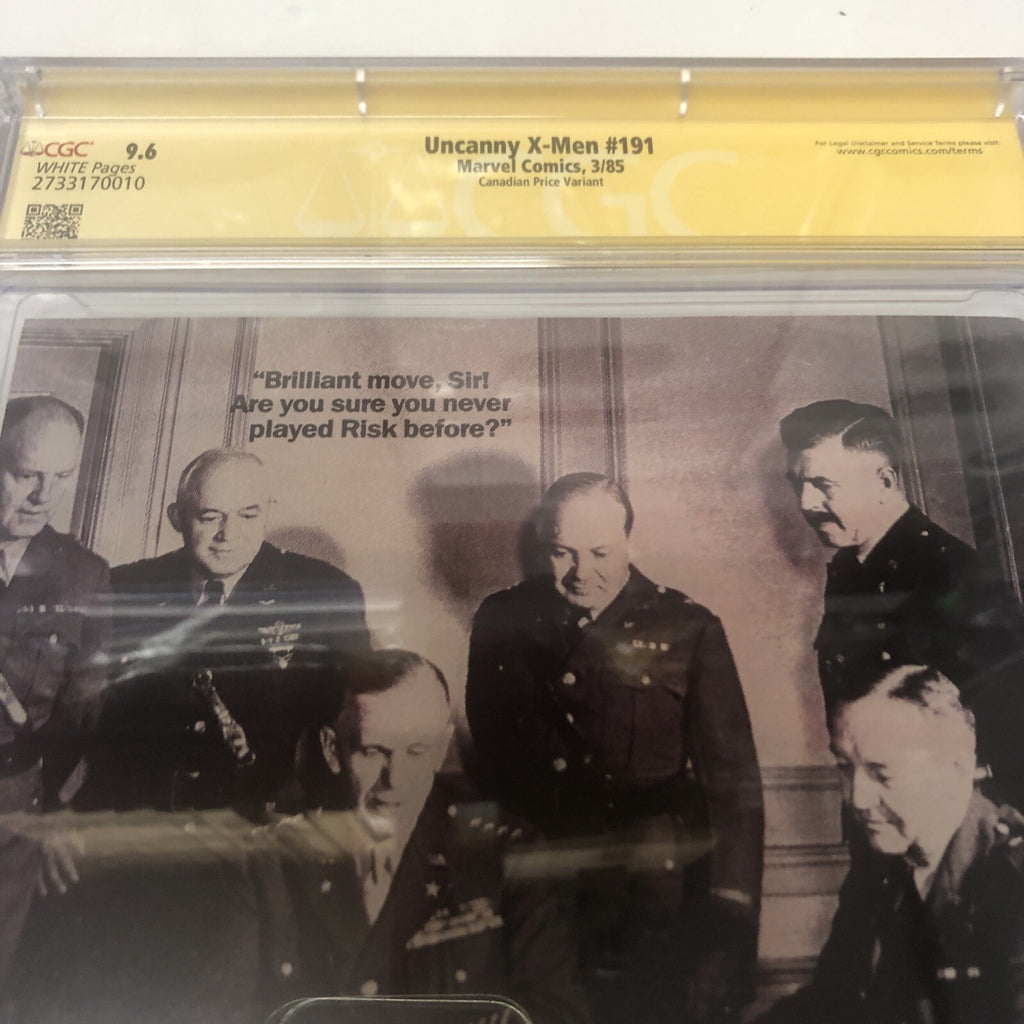 CGC 9.6
WHITE Pages
2733170010
Uncanny X-Men #191
Marvel Comics, 3/85
Canadian Price Variant
For Legal Disclaimer and Service Terms please visit:
www.cgccomics.com/terms
CGC
“Brilliant move, Sir!
Are you sure you never
played Risk before?”